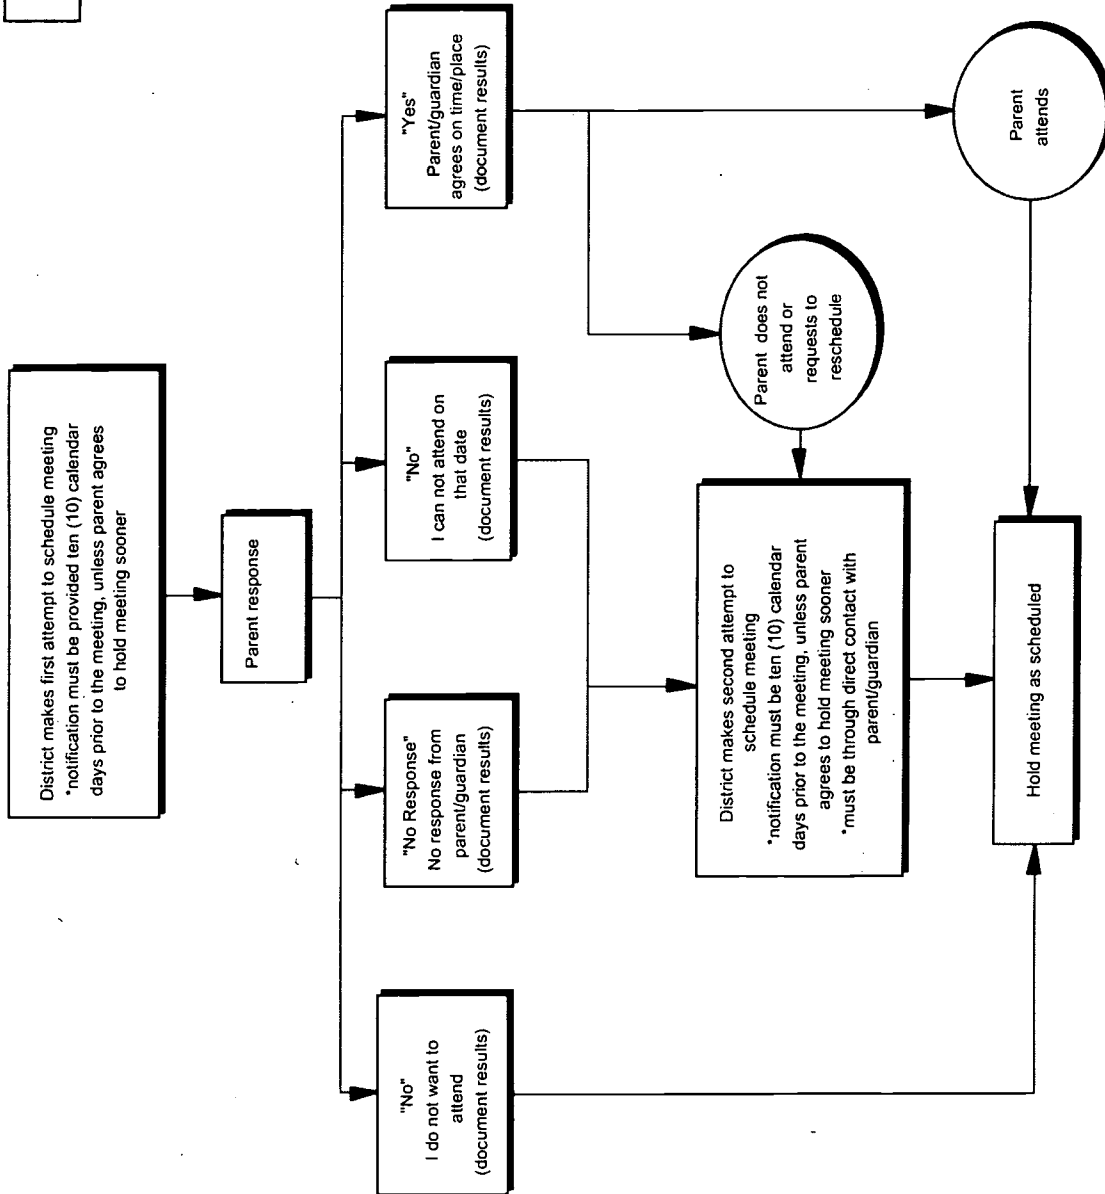 District makes first attempt to schedule meeting
*notification must be provided ten (10) calendar
days prior to the meeting, unless parent agrees
to hold meeting sooner
Parent response
"No"
I do not want to
attend
(document results)
"No Response"
No response from
parent/guardian
(document results)
"No"
I can not attend on
that date
(document results)
"Yes"
Parent/guardian
agrees on time/place
(document results)
Parent does not
attend or
requests to
reschedule
District makes second attempt to
schedule meeting
*notification must be ten (10) calendar
days prior to the meeting, unless parent
agrees to hold meeting sooner
*must be through direct contact with
parent/guardian
Parent
attends
Hold meeting as scheduled